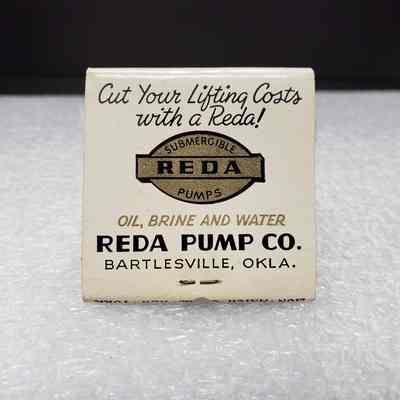 Cut Your Lifting Costs
with a Reda!
SUBMERGIBLE
REDA
PUMPS
OIL, BRINE AND WATER
REDA PUMP CO.
BARTLESVILLE, OKLA.